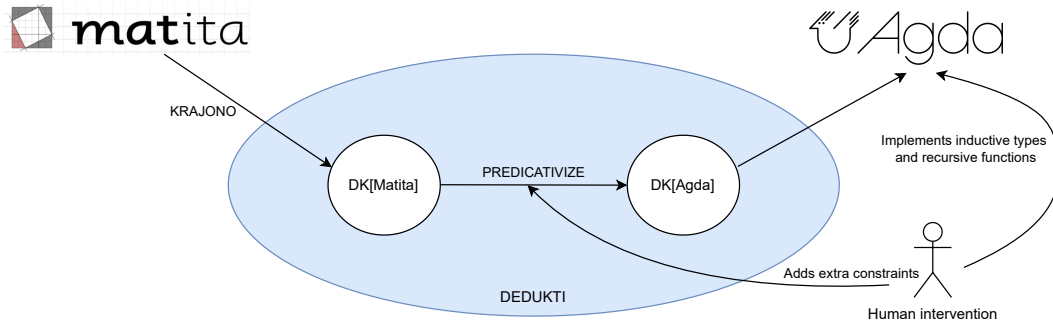 matita
Agda
KRAJONO
Implements inductive types
and recursive functions
DK[Matita]
PREDICATIVIZE
DK[Agda]
Adds extra constraints
DEDUKTI
Human intervention